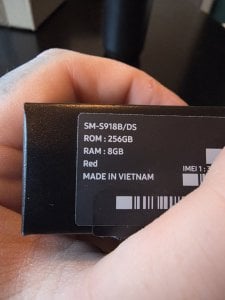 SM-S918B/DS
ROM : 256GB
RAM : 8GB
Red
IMEI 1 :
MADE IN VIETNAM